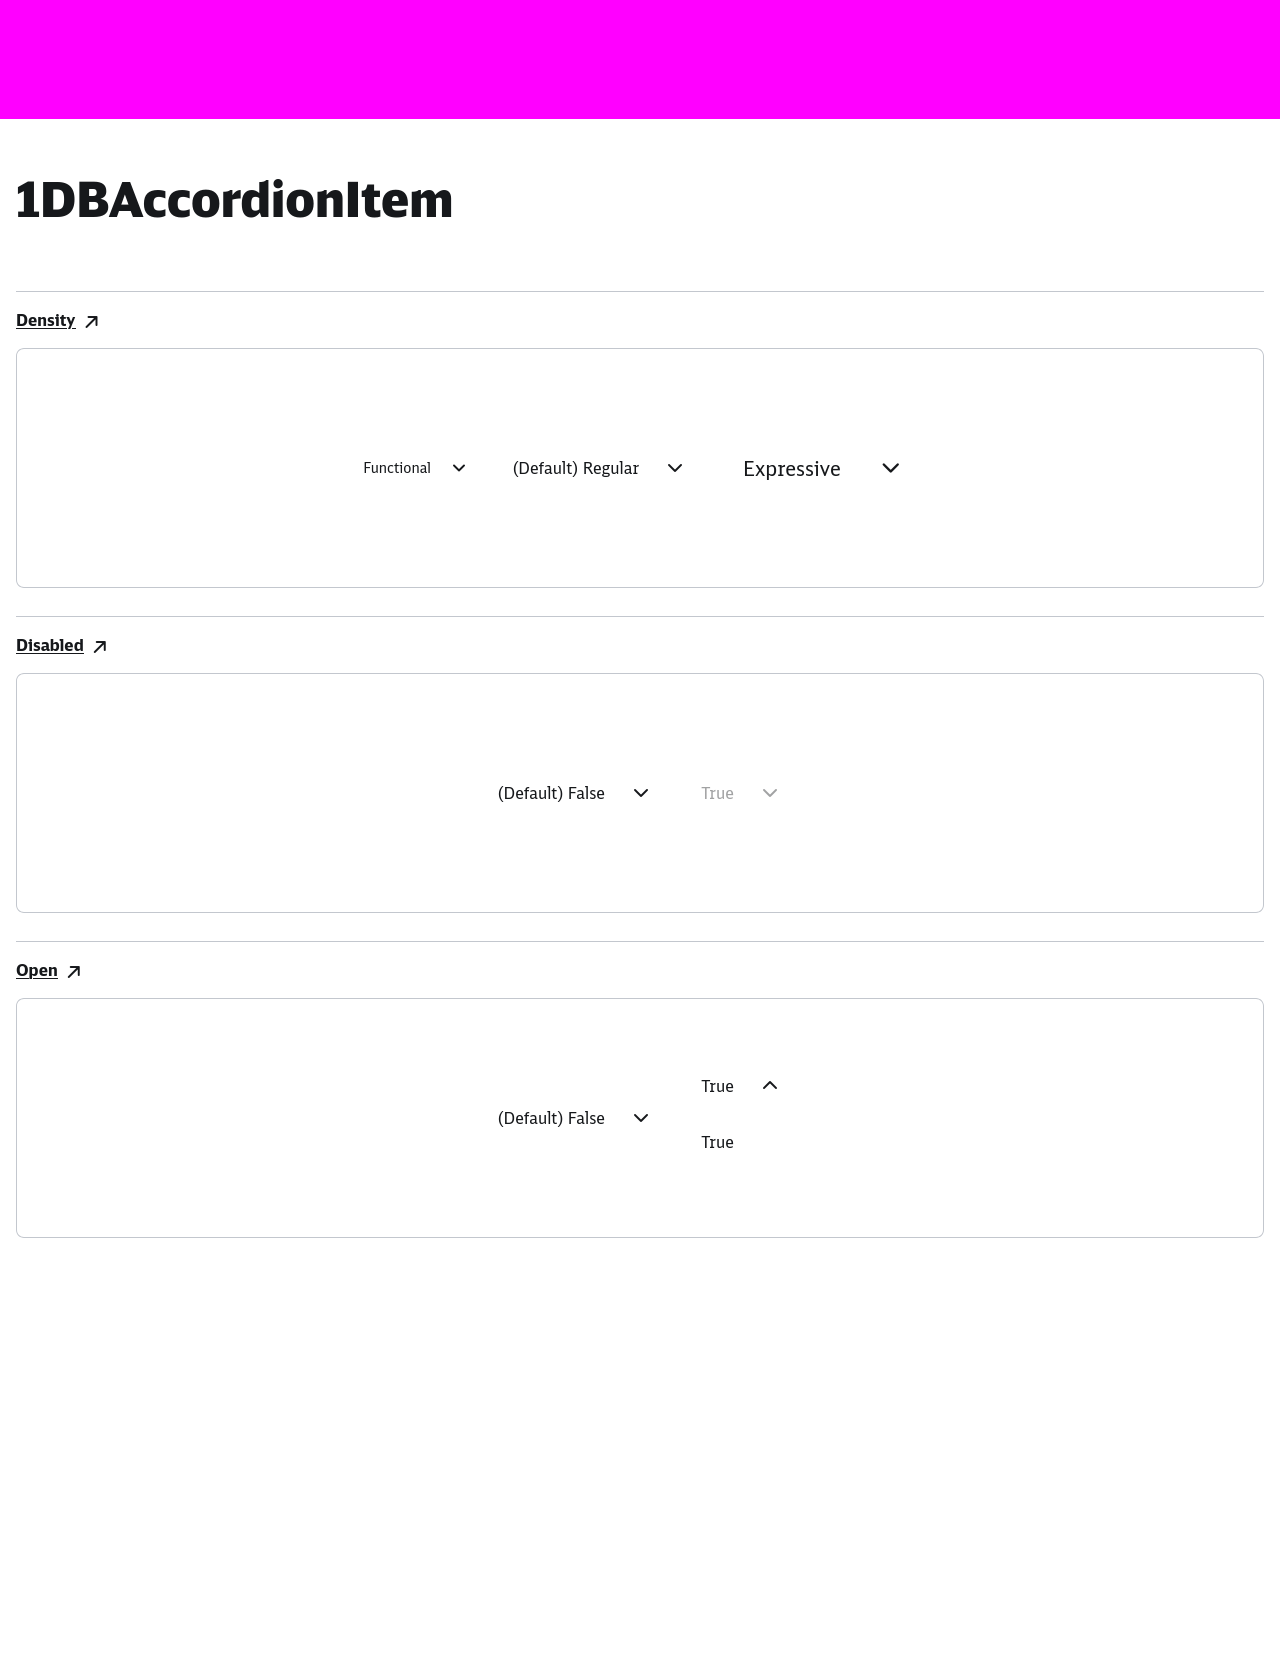 1DBAccordionItem
Density
Functional
(Default) Regular
Expressive
Disabled
(Default) False
True
Open
(Default) False
True
True